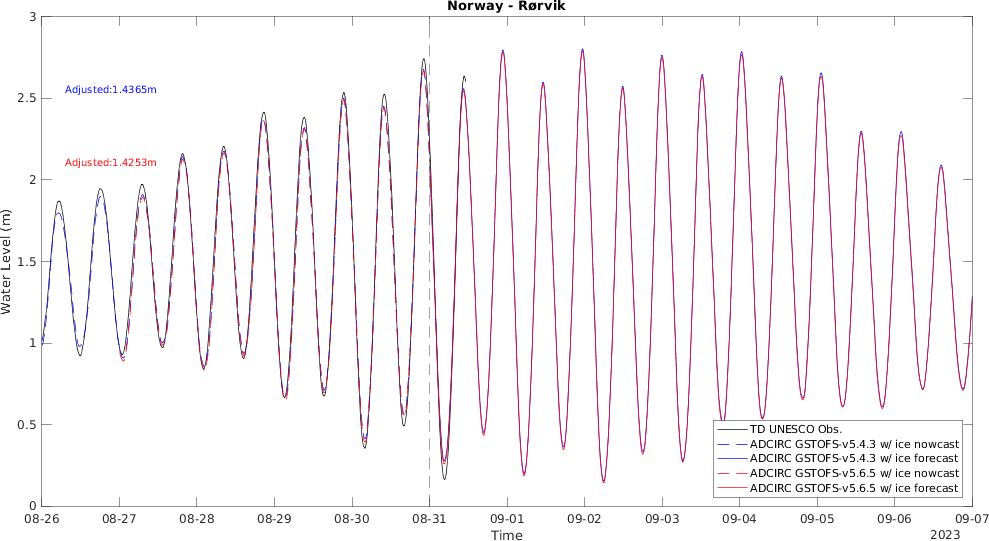 Norway - Rørvik
3
2.5
2
1.5
1
0.5
0
Water Level (m)
Adjusted:1.4365m
Adjusted:1.4253m
TD UNESCO Obs.
ADCIRC GSTOFS-v5.4.3 w/ ice nowcast
ADCIRC GSTOFS-v5.4.3 w/ ice forecast
ADCIRC GSTOFS-v5.6.5 w/ ice nowcast
ADCIRC GSTOFS-v5.6.5 w/ ice forecast
08-26 08-27 08-28 08-29 08-30 08-31 09-01 09-02 09-03 09-04 09-05 09-06 09-07
Time
2023